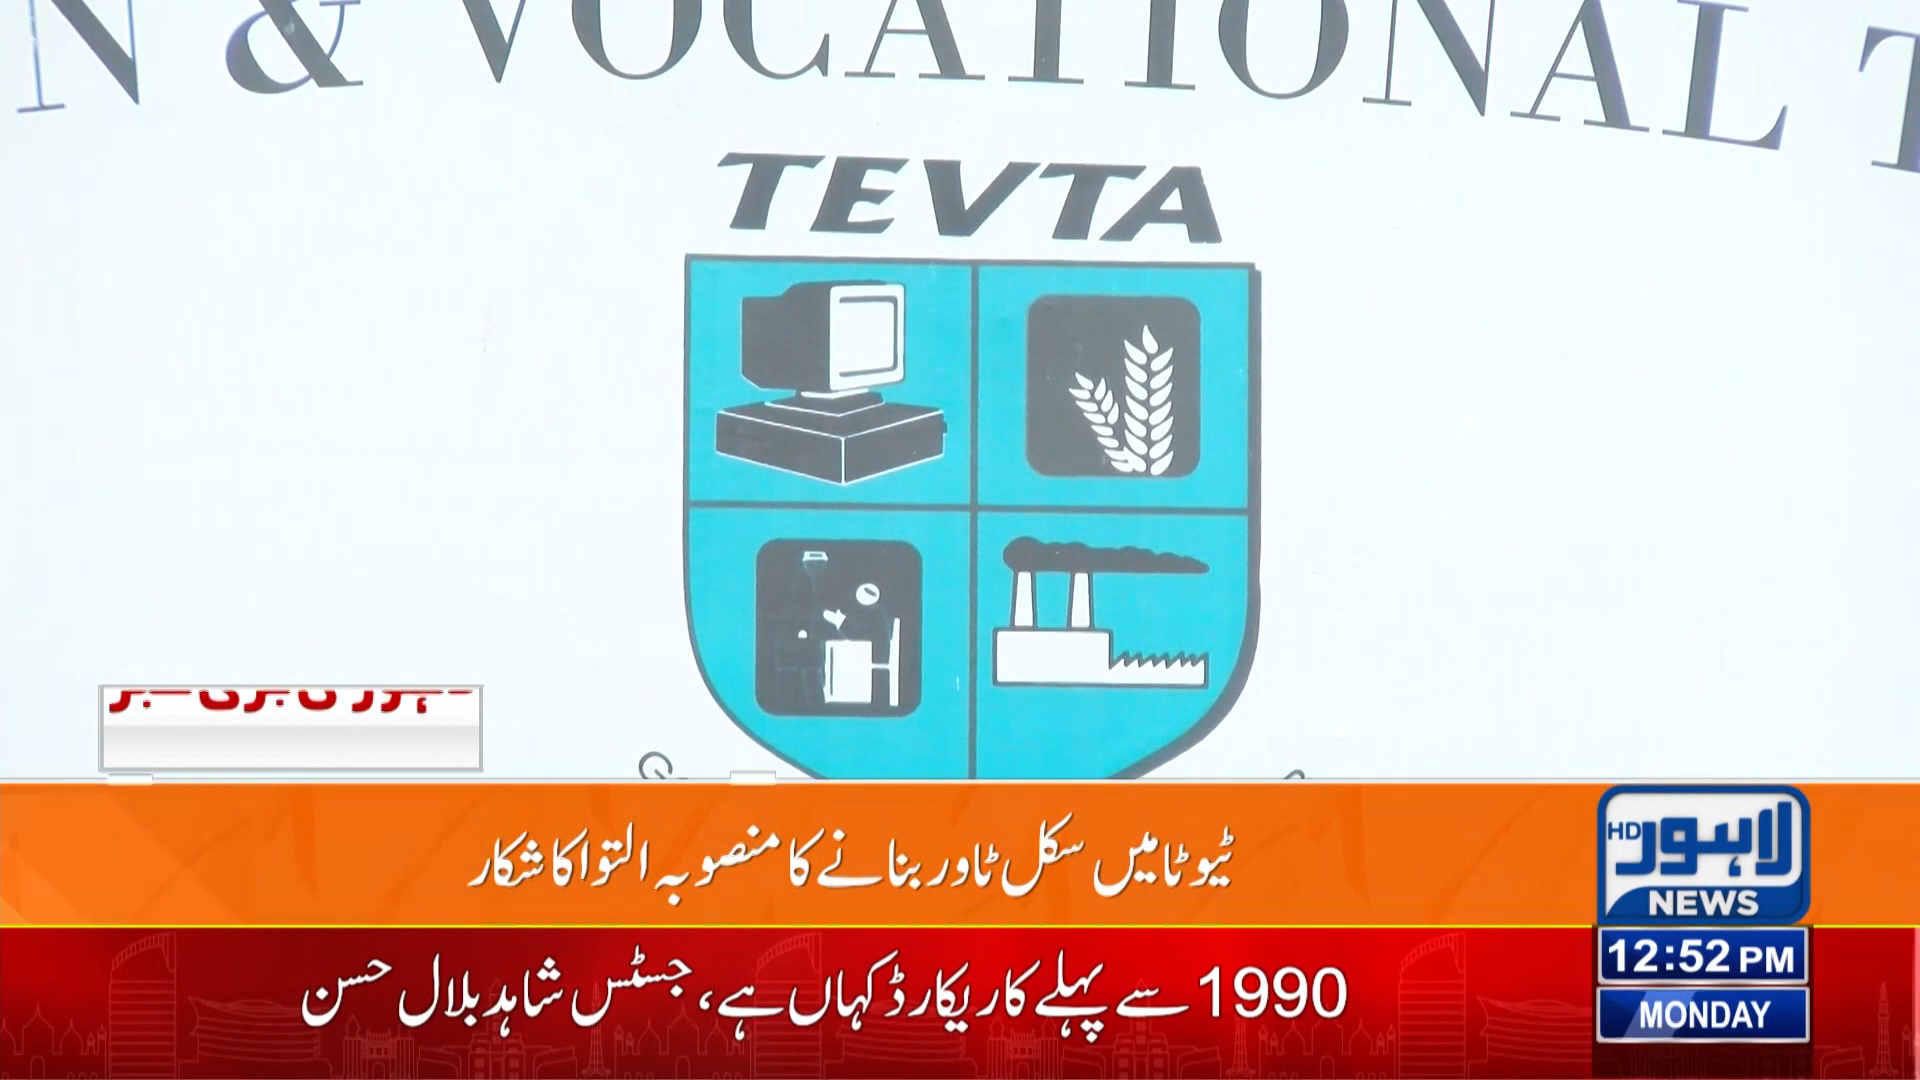 N & VOCATIONAL T
TEVTA
ٹیوٹا میں سکل ٹاور بنانے کا منصوبہ التوا کا شکار
لاہور HD
NEWS
1990 سے پہلے کا ریکارڈ کہاں ہے، جسٹس شاہد بلال حسن
12:52 PM
MONDAY